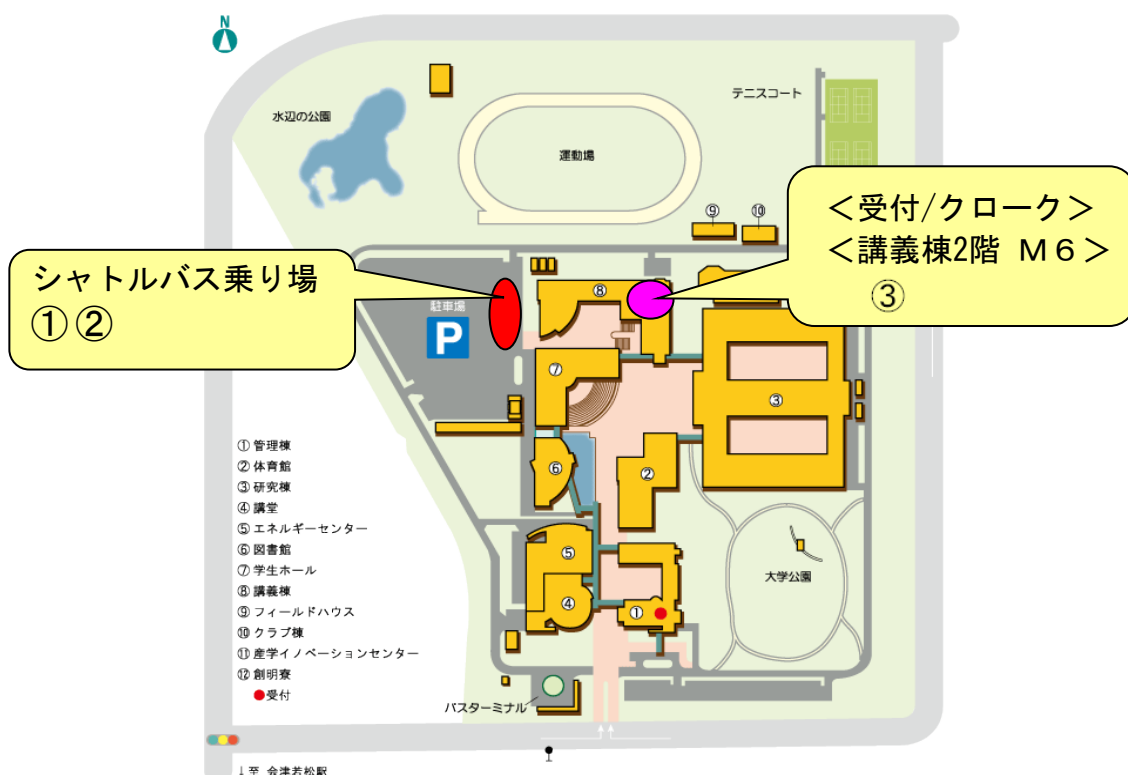 N
水辺の公園
運動場
テニスコート
⑨
⑩
<受付/クローク>
<講義棟2階 M6>
③
シャトルバス乗り場
①②
駐車場
P
⑧
⑦
③
⑥
②
⑤
④
①
大学公園
① 管理棟
② 体育館
③ 研究棟
④ 講堂
⑤ エネルギーセンター
⑥ 図書館
⑦ 学生ホール
⑧ 講義棟
⑨ フィールドハウス
⑩ クラブ棟
⑪ 産学イノベーションセンター
⑫ 創明寮
●受付
バスターミナル
↓至 会津若松駅